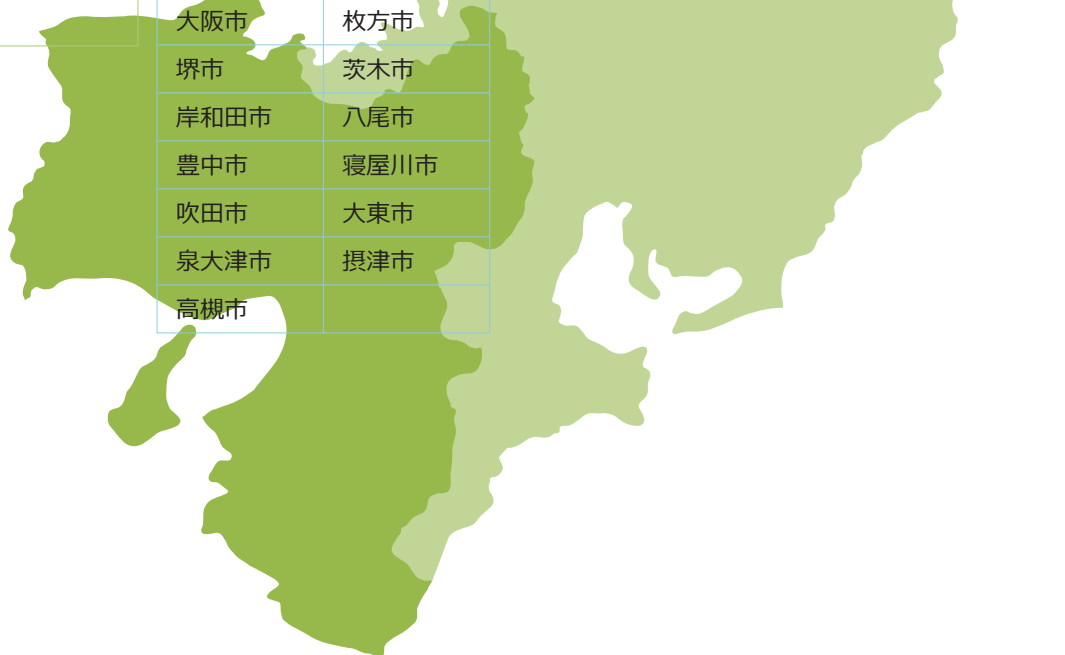 大阪市 枚方市
堺市 茨木市
岸和田市 八尾市
豊中市 寝屋川市
吹田市 大東市
泉大津市 摂津市
高槻市